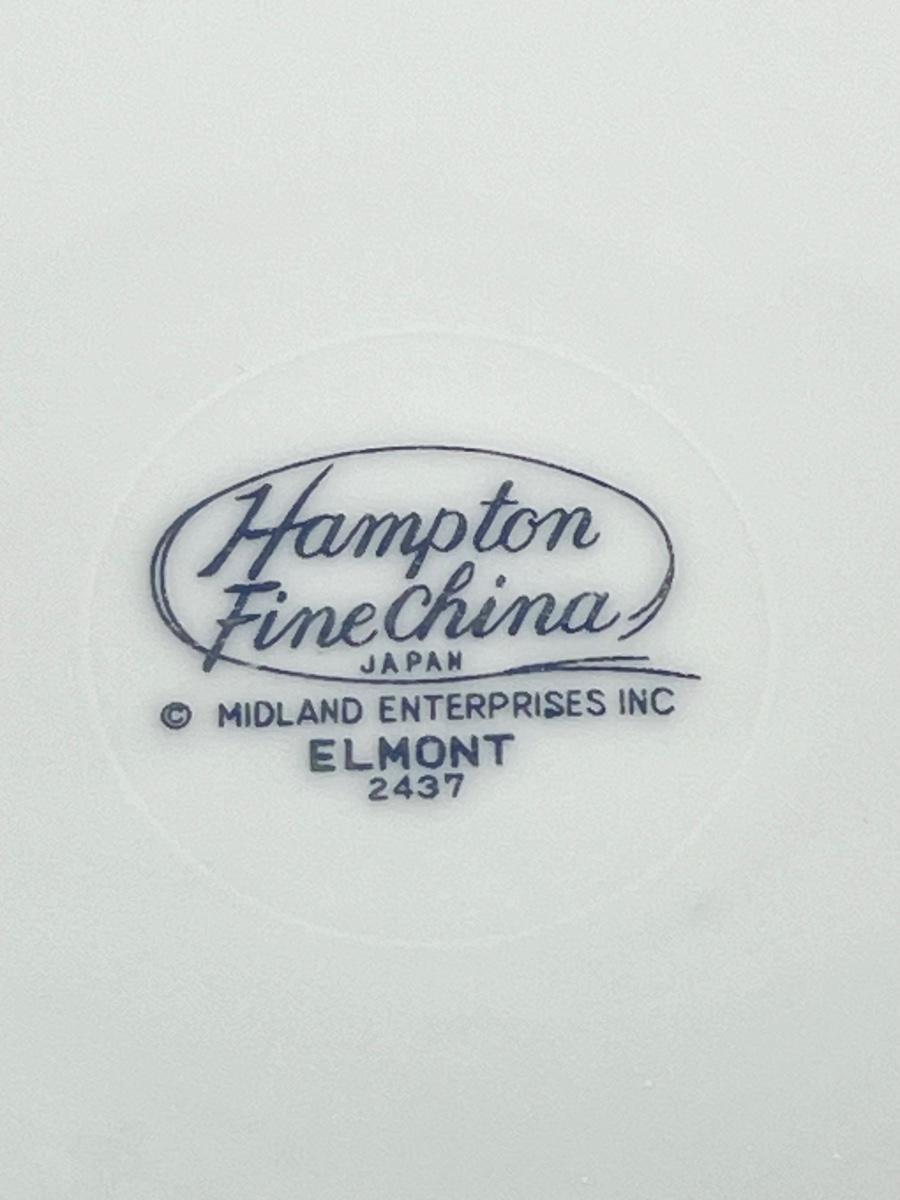 Hampton
Fine China
JAPAN
© MIDLAND ENTERPRISES INC
ELMONT
2437